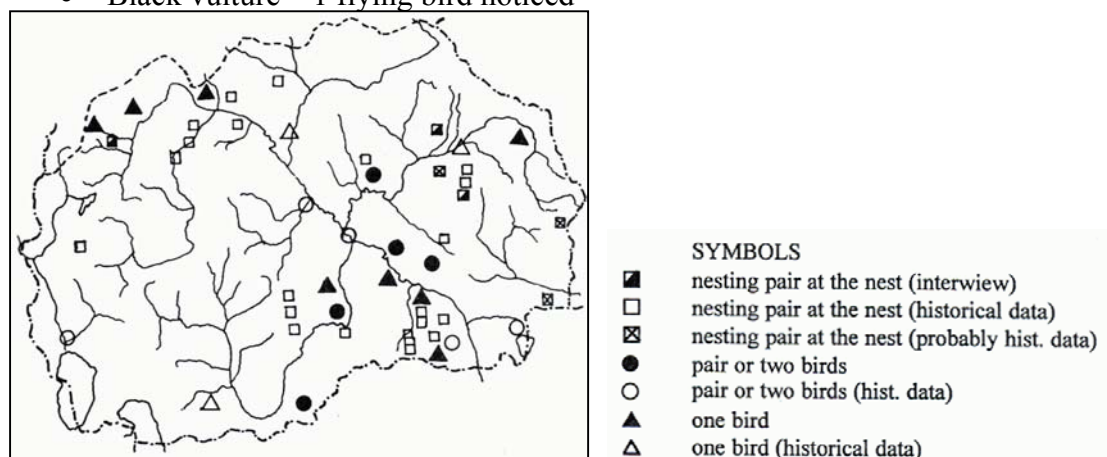 Black vulture – 1 flying bird noticed
SYMBOLS
nesting pair at the nest (interwiew)
nesting pair at the nest (historical data)
nesting pair at the nest (probably hist. data)
pair or two birds
pair or two birds (hist. data)
one bird
one bird (historical data)